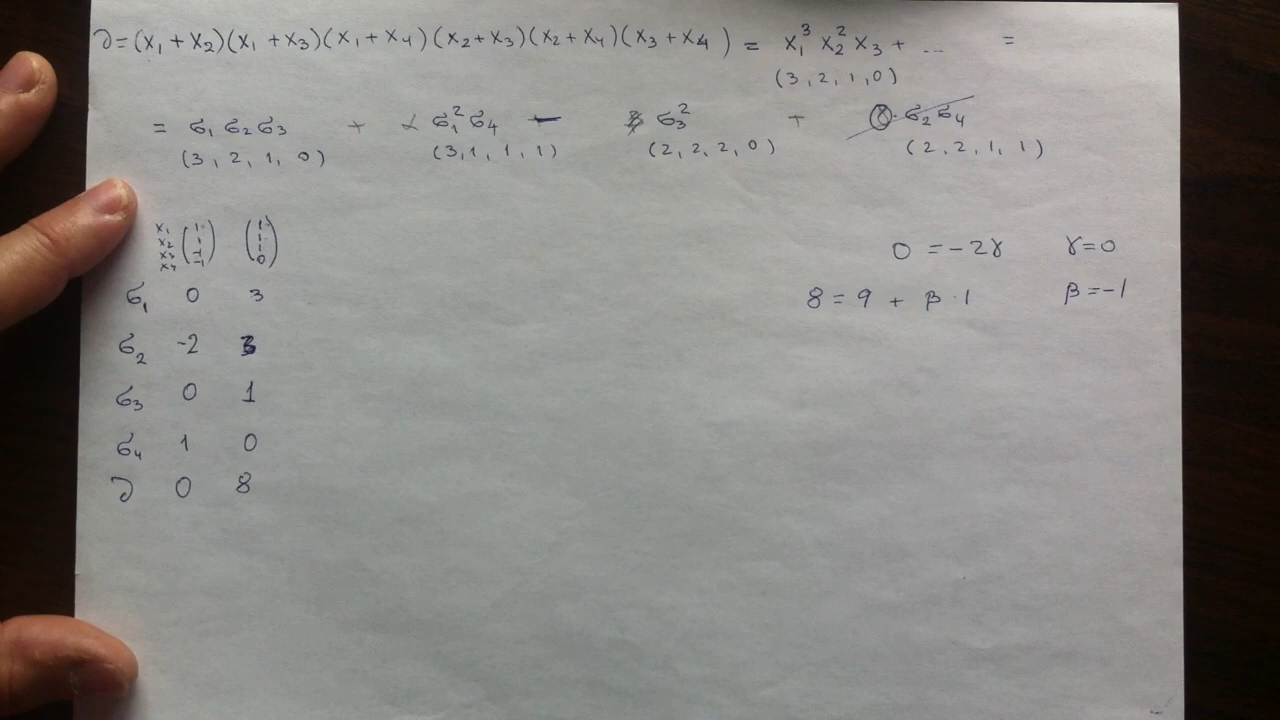 ∂ = (x₁ + x₂)(x₁ + x₃)(x₁ + x₄)(x₂ + x₃)(x₂ + x₄)(x₃ + x₄) = x₁³ x₂² x₃ + ... =
(3, 2, 1, 0)
= σ₁ σ₂ σ₃ + α σ₁² σ₄ − σ₃² + γ σ₂ σ₄
(3, 2, 1, 0) (3, 1, 1, 1) (2, 2, 2, 0) (2, 2, 1, 1)
x₁ 1 1
x₂ 1 1
x₃ -1 1
x₄ -1 0
0 = −2γ γ = 0
σ₁ 0 3
8 = 9 + β · 1 β = −1
σ₂ -2 3
σ₃ 0 1
σ₄ 1 0
∂ 0 8